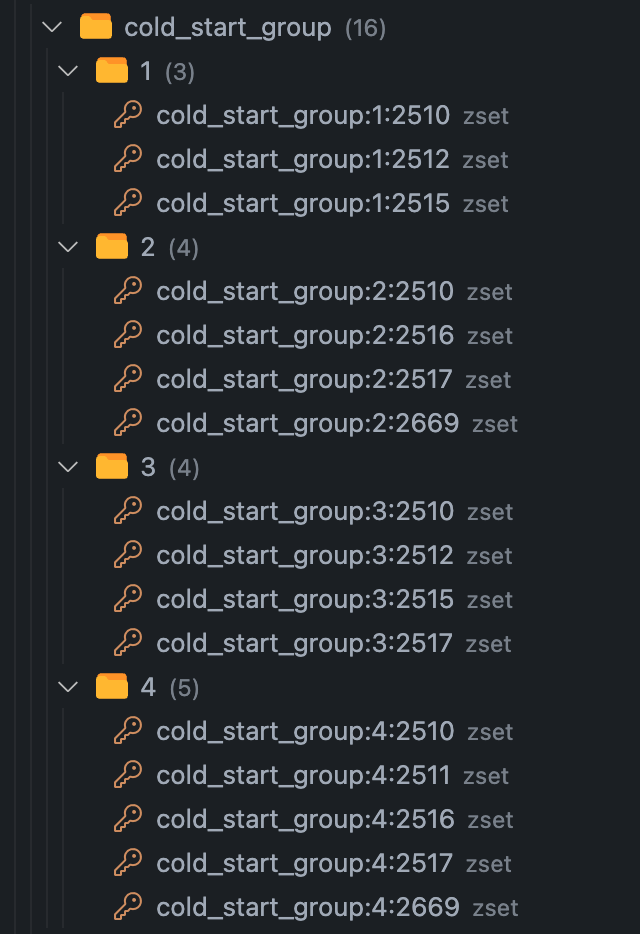 cold_start_group (16)
1 (3)
cold_start_group:1:2510 zset
cold_start_group:1:2512 zset
cold_start_group:1:2515 zset
2 (4)
cold_start_group:2:2510 zset
cold_start_group:2:2516 zset
cold_start_group:2:2517 zset
cold_start_group:2:2669 zset
3 (4)
cold_start_group:3:2510 zset
cold_start_group:3:2512 zset
cold_start_group:3:2515 zset
cold_start_group:3:2517 zset
4 (5)
cold_start_group:4:2510 zset
cold_start_group:4:2511 zset
cold_start_group:4:2516 zset
cold_start_group:4:2517 zset
cold_start_group:4:2669 zset